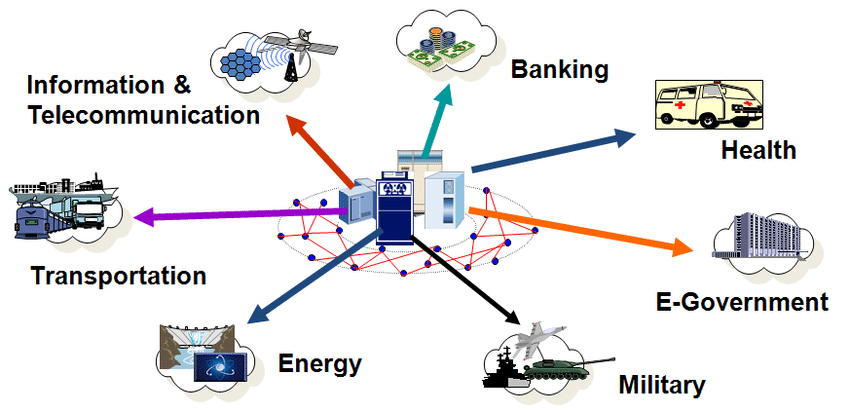 Information &
Telecommunication
Banking
Health
Transportation
E-Government
Energy
Military